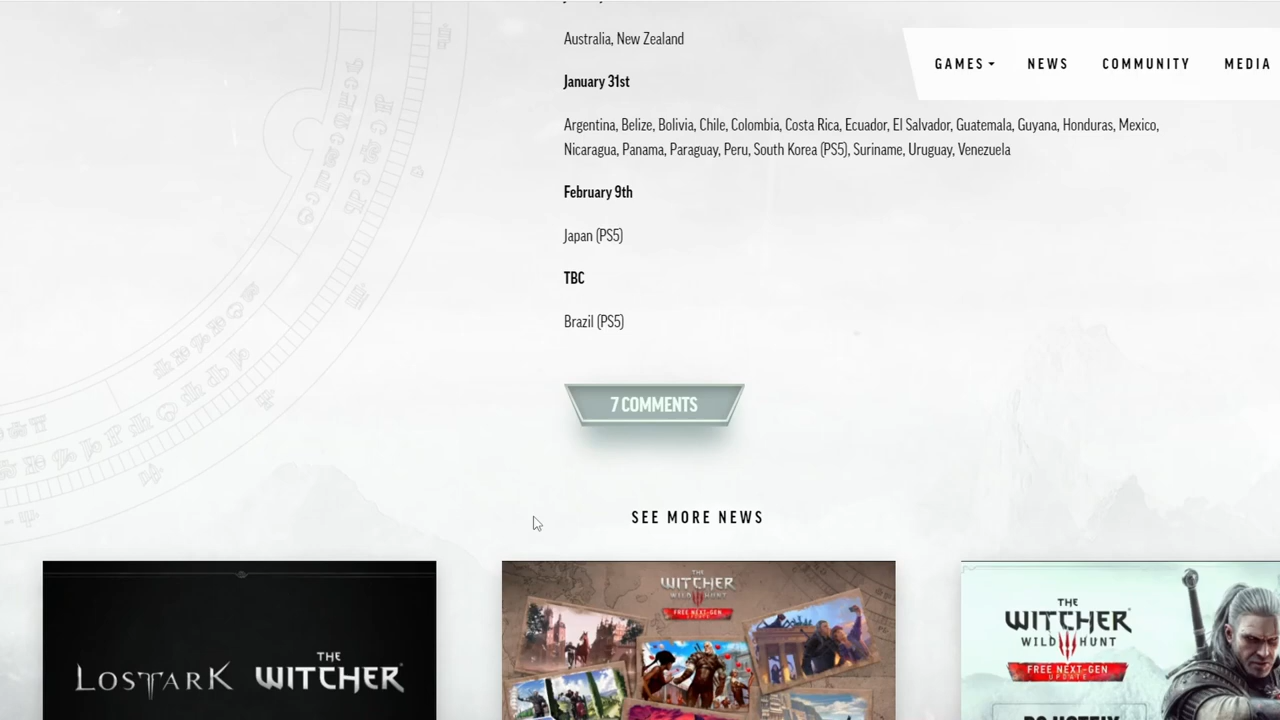 Australia, New Zealand
GAMES NEWS COMMUNITY MEDIA
January 31st
Argentina, Belize, Bolivia, Chile, Colombia, Costa Rica, Ecuador, El Salvador, Guatemala, Guyana, Honduras, Mexico,
Nicaragua, Panama, Paraguay, Peru, South Korea (PS5), Suriname, Uruguay, Venezuela
February 9th
Japan (PS5)
TBC
Brazil (PS5)
7 COMMENTS
SEE MORE NEWS
LOST ARK THE WITCHER
THE WITCHER
WILD HUNT
FREE NEXT-GEN
UPDATE
THE
WITCHER
WILD HUNT
FREE NEXT-GEN
UPDATE